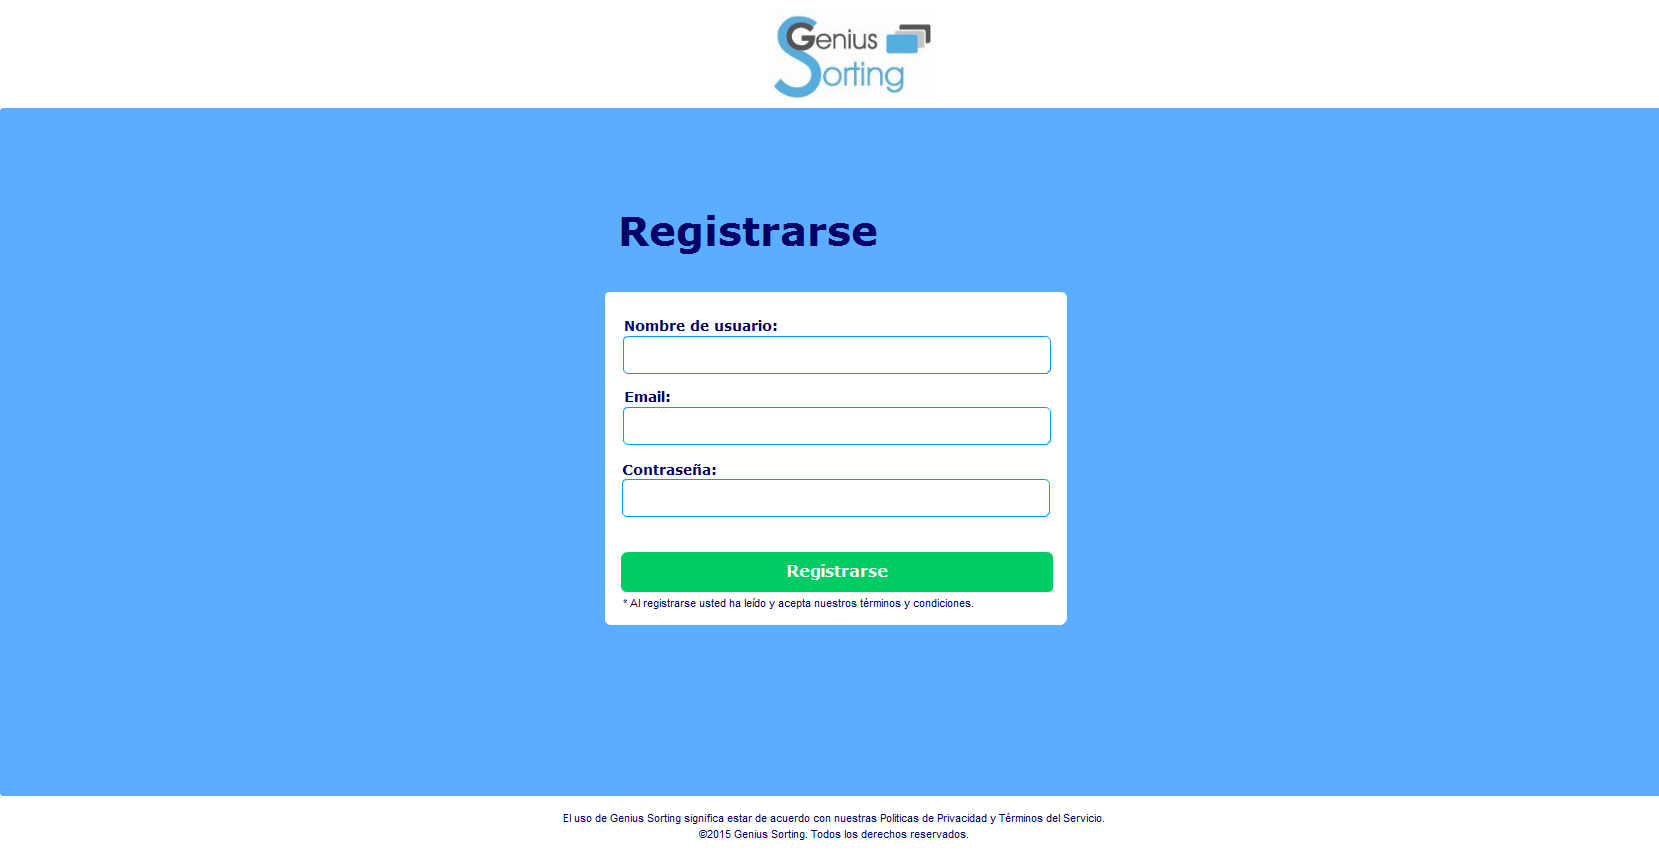 Genius
Sorting
Registrarse
Nombre de usuario:
Email:
Contraseña:
Registrarse
* Al registrarse usted ha leído y acepta nuestros términos y condiciones.
El uso de Genius Sorting significa estar de acuerdo con nuestras Politicas de Privacidad y Términos del Servicio.
©2015 Genius Sorting. Todos los derechos reservados.